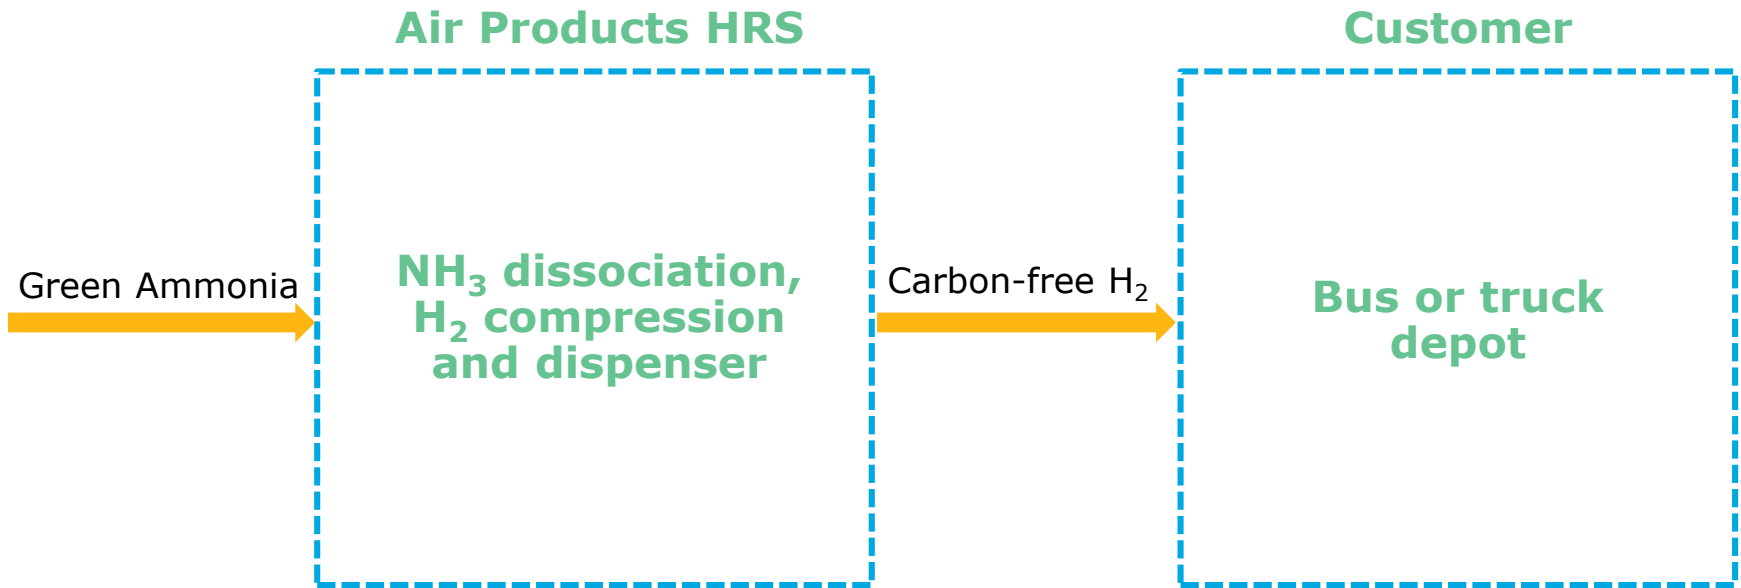 Air Products HRS
Customer
Green Ammonia
NH₃ dissociation,
H₂ compression
and dispenser
Carbon-free H₂
Bus or truck
depot